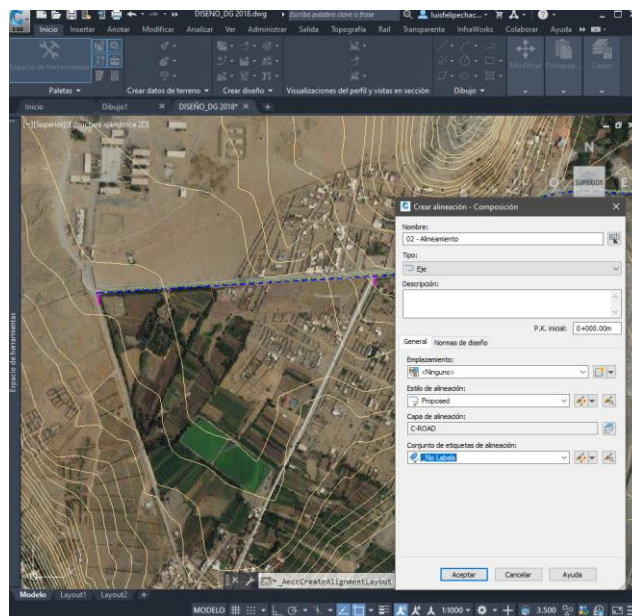 DISEÑO_DG 2018.dwg
Escriba palabra clave o frase
luisfelipechac...
Inicio Insertar Anotar Modificar Analizar Ver Administrar Salida Topografía Rail Transparente InfraWorks Colaborar Ayuda
Espacio de herramientas
Modificar
Portapap...
Capas
Paletas Crear datos de terreno Crear diseño Visualizaciones del perfil y vistas en sección Dibujo
Inicio Dibujo1 DISEÑO_DG 2018*
[-][Superior][Estructura alámbrica 2D]
N
O SUPERIOR E
Espacio de herramientas
Crear alineación - Composición
Nombre:
02 - Alineamiento
Tipo:
Eje
Descripción:
P.K. inicial: 0+000.00m
General Normas de diseño
Emplazamiento:
<Ninguno>
Estilo de alineación:
Proposed
Capa de alineación:
C-ROAD
Conjunto de etiquetas de alineación:
_No Labels
Aceptar Cancelar Ayuda
_AeccCreateAlignmentLayout
Modelo Layout1 Layout2 +
MODELO 1:1000 3.500